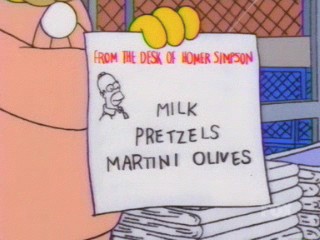 FROM THE DESK OF HOMER SIMPSON
MILK
PRETZELS
MARTINI OLIVES